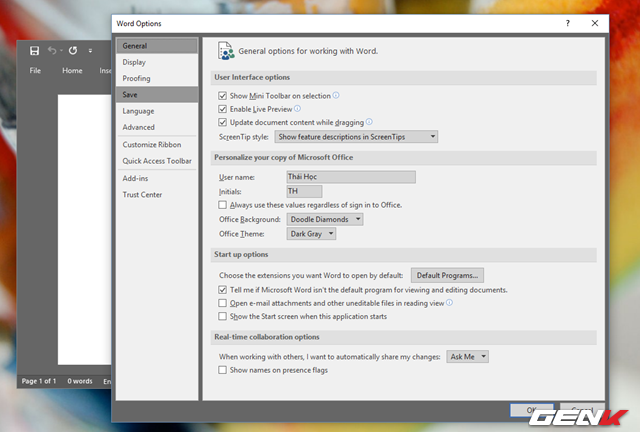 Word Options
File Home Inse
General
Display
Proofing
Save
Language
Advanced
Customize Ribbon
Quick Access Toolbar
Add-ins
Trust Center
General options for working with Word.
User Interface options
Show Mini Toolbar on selection
Enable Live Preview
Update document content while dragging
ScreenTip style: Show feature descriptions in ScreenTips
Personalize your copy of Microsoft Office
User name: Thái Học
Initials: TH
Always use these values regardless of sign in to Office.
Office Background: Doodle Diamonds
Office Theme: Dark Gray
Start up options
Choose the extensions you want Word to open by default: Default Programs...
Tell me if Microsoft Word isn't the default program for viewing and editing documents.
Open e-mail attachments and other uneditable files in reading view
Show the Start screen when this application starts
Real-time collaboration options
When working with others, I want to automatically share my changes: Ask Me
Show names on presence flags
Page 1 of 1 0 words En
GENK